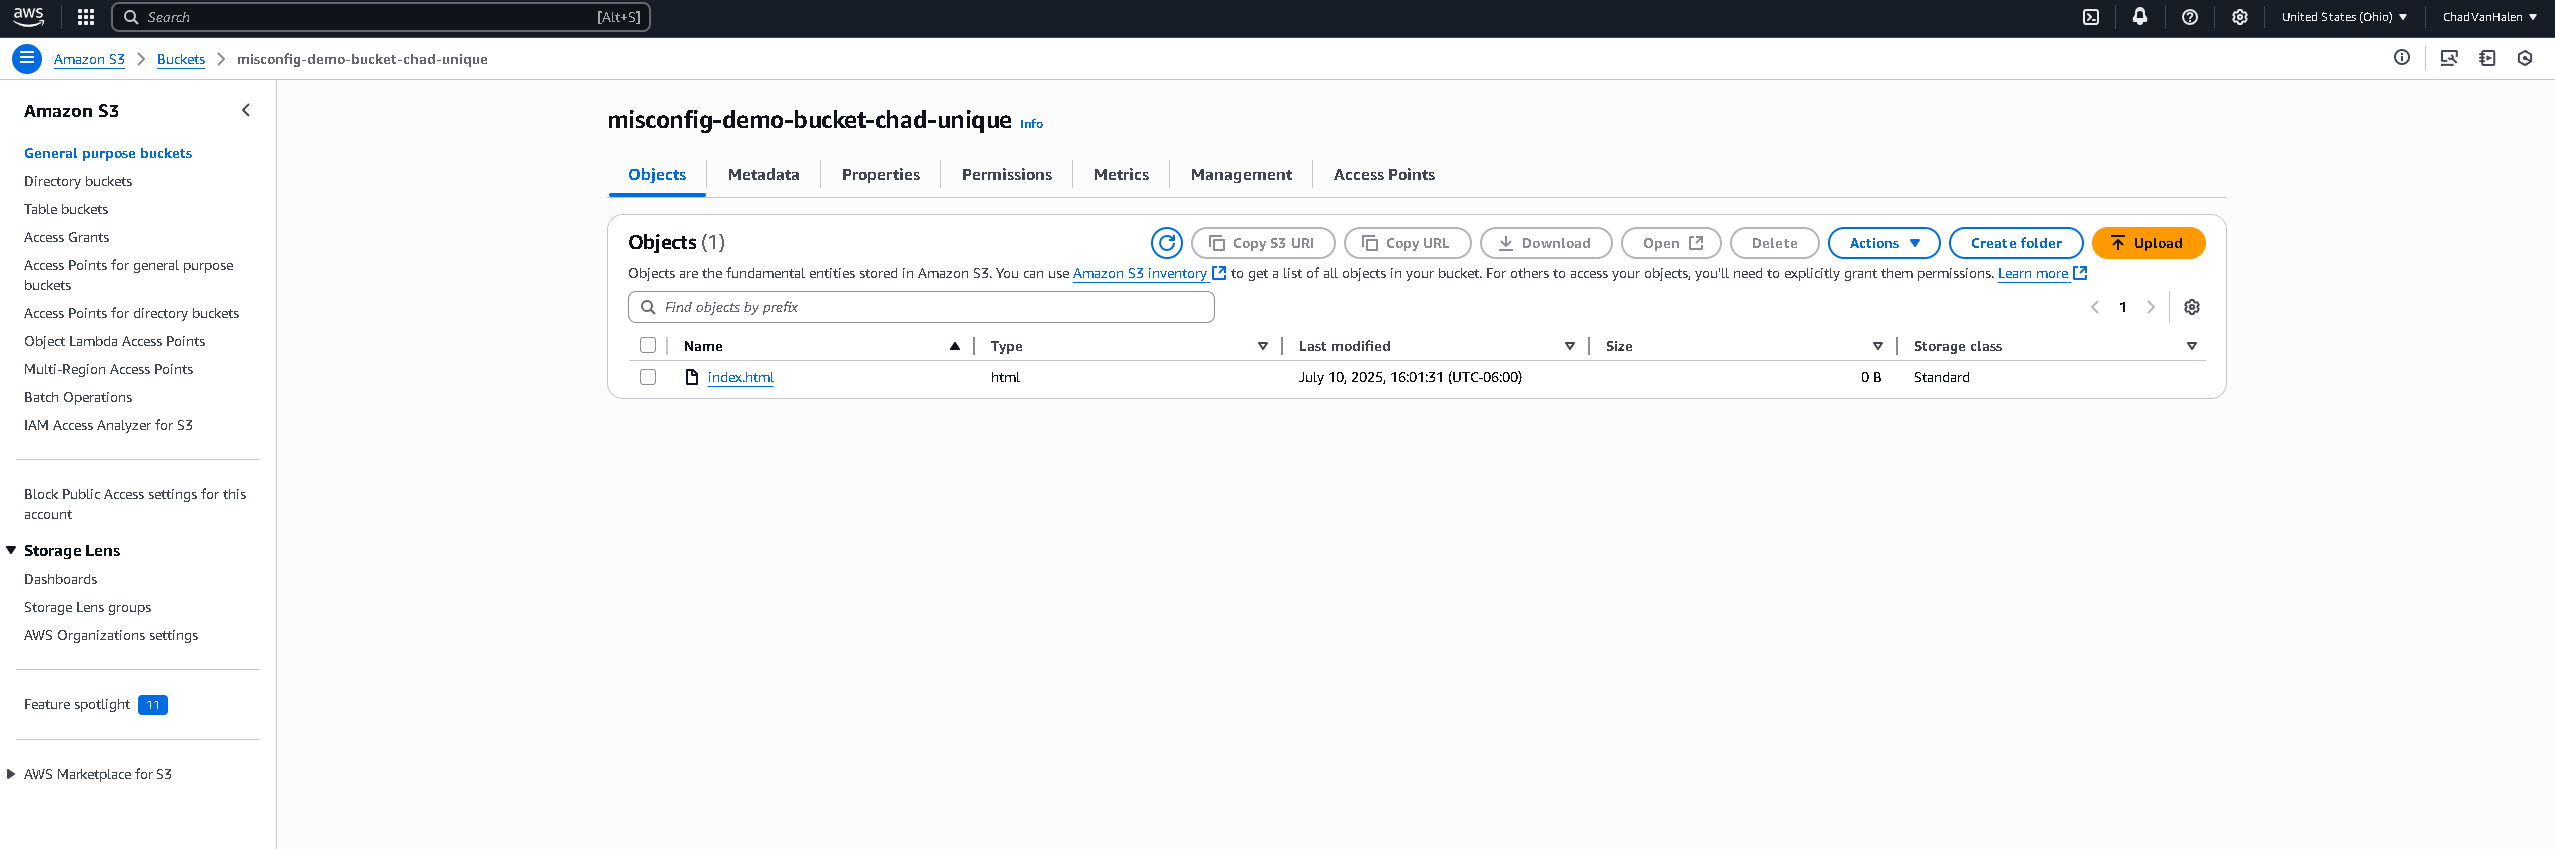 aws
Search [Alt+S]
United States (Ohio)
ChadVanHalen
Amazon S3 Buckets misconfig-demo-bucket-chad-unique
Amazon S3
General purpose buckets
Directory buckets
Table buckets
Access Grants
Access Points for general purpose
buckets
Access Points for directory buckets
Object Lambda Access Points
Multi-Region Access Points
Batch Operations
IAM Access Analyzer for S3
Block Public Access settings for this
account
Storage Lens
Dashboards
Storage Lens groups
AWS Organizations settings
Feature spotlight 11
AWS Marketplace for S3
misconfig-demo-bucket-chad-unique Info
Objects Metadata Properties Permissions Metrics Management Access Points
Objects (1) Copy S3 URI Copy URL Download Open Delete Actions Create folder Upload
Objects are the fundamental entities stored in Amazon S3. You can use Amazon S3 inventory to get a list of all objects in your bucket. For others to access your objects, you'll need to explicitly grant them permissions. Learn more
Find objects by prefix 1
Name Type Last modified Size Storage class
index.html html July 10, 2025, 16:01:31 (UTC-06:00) 0 B Standard